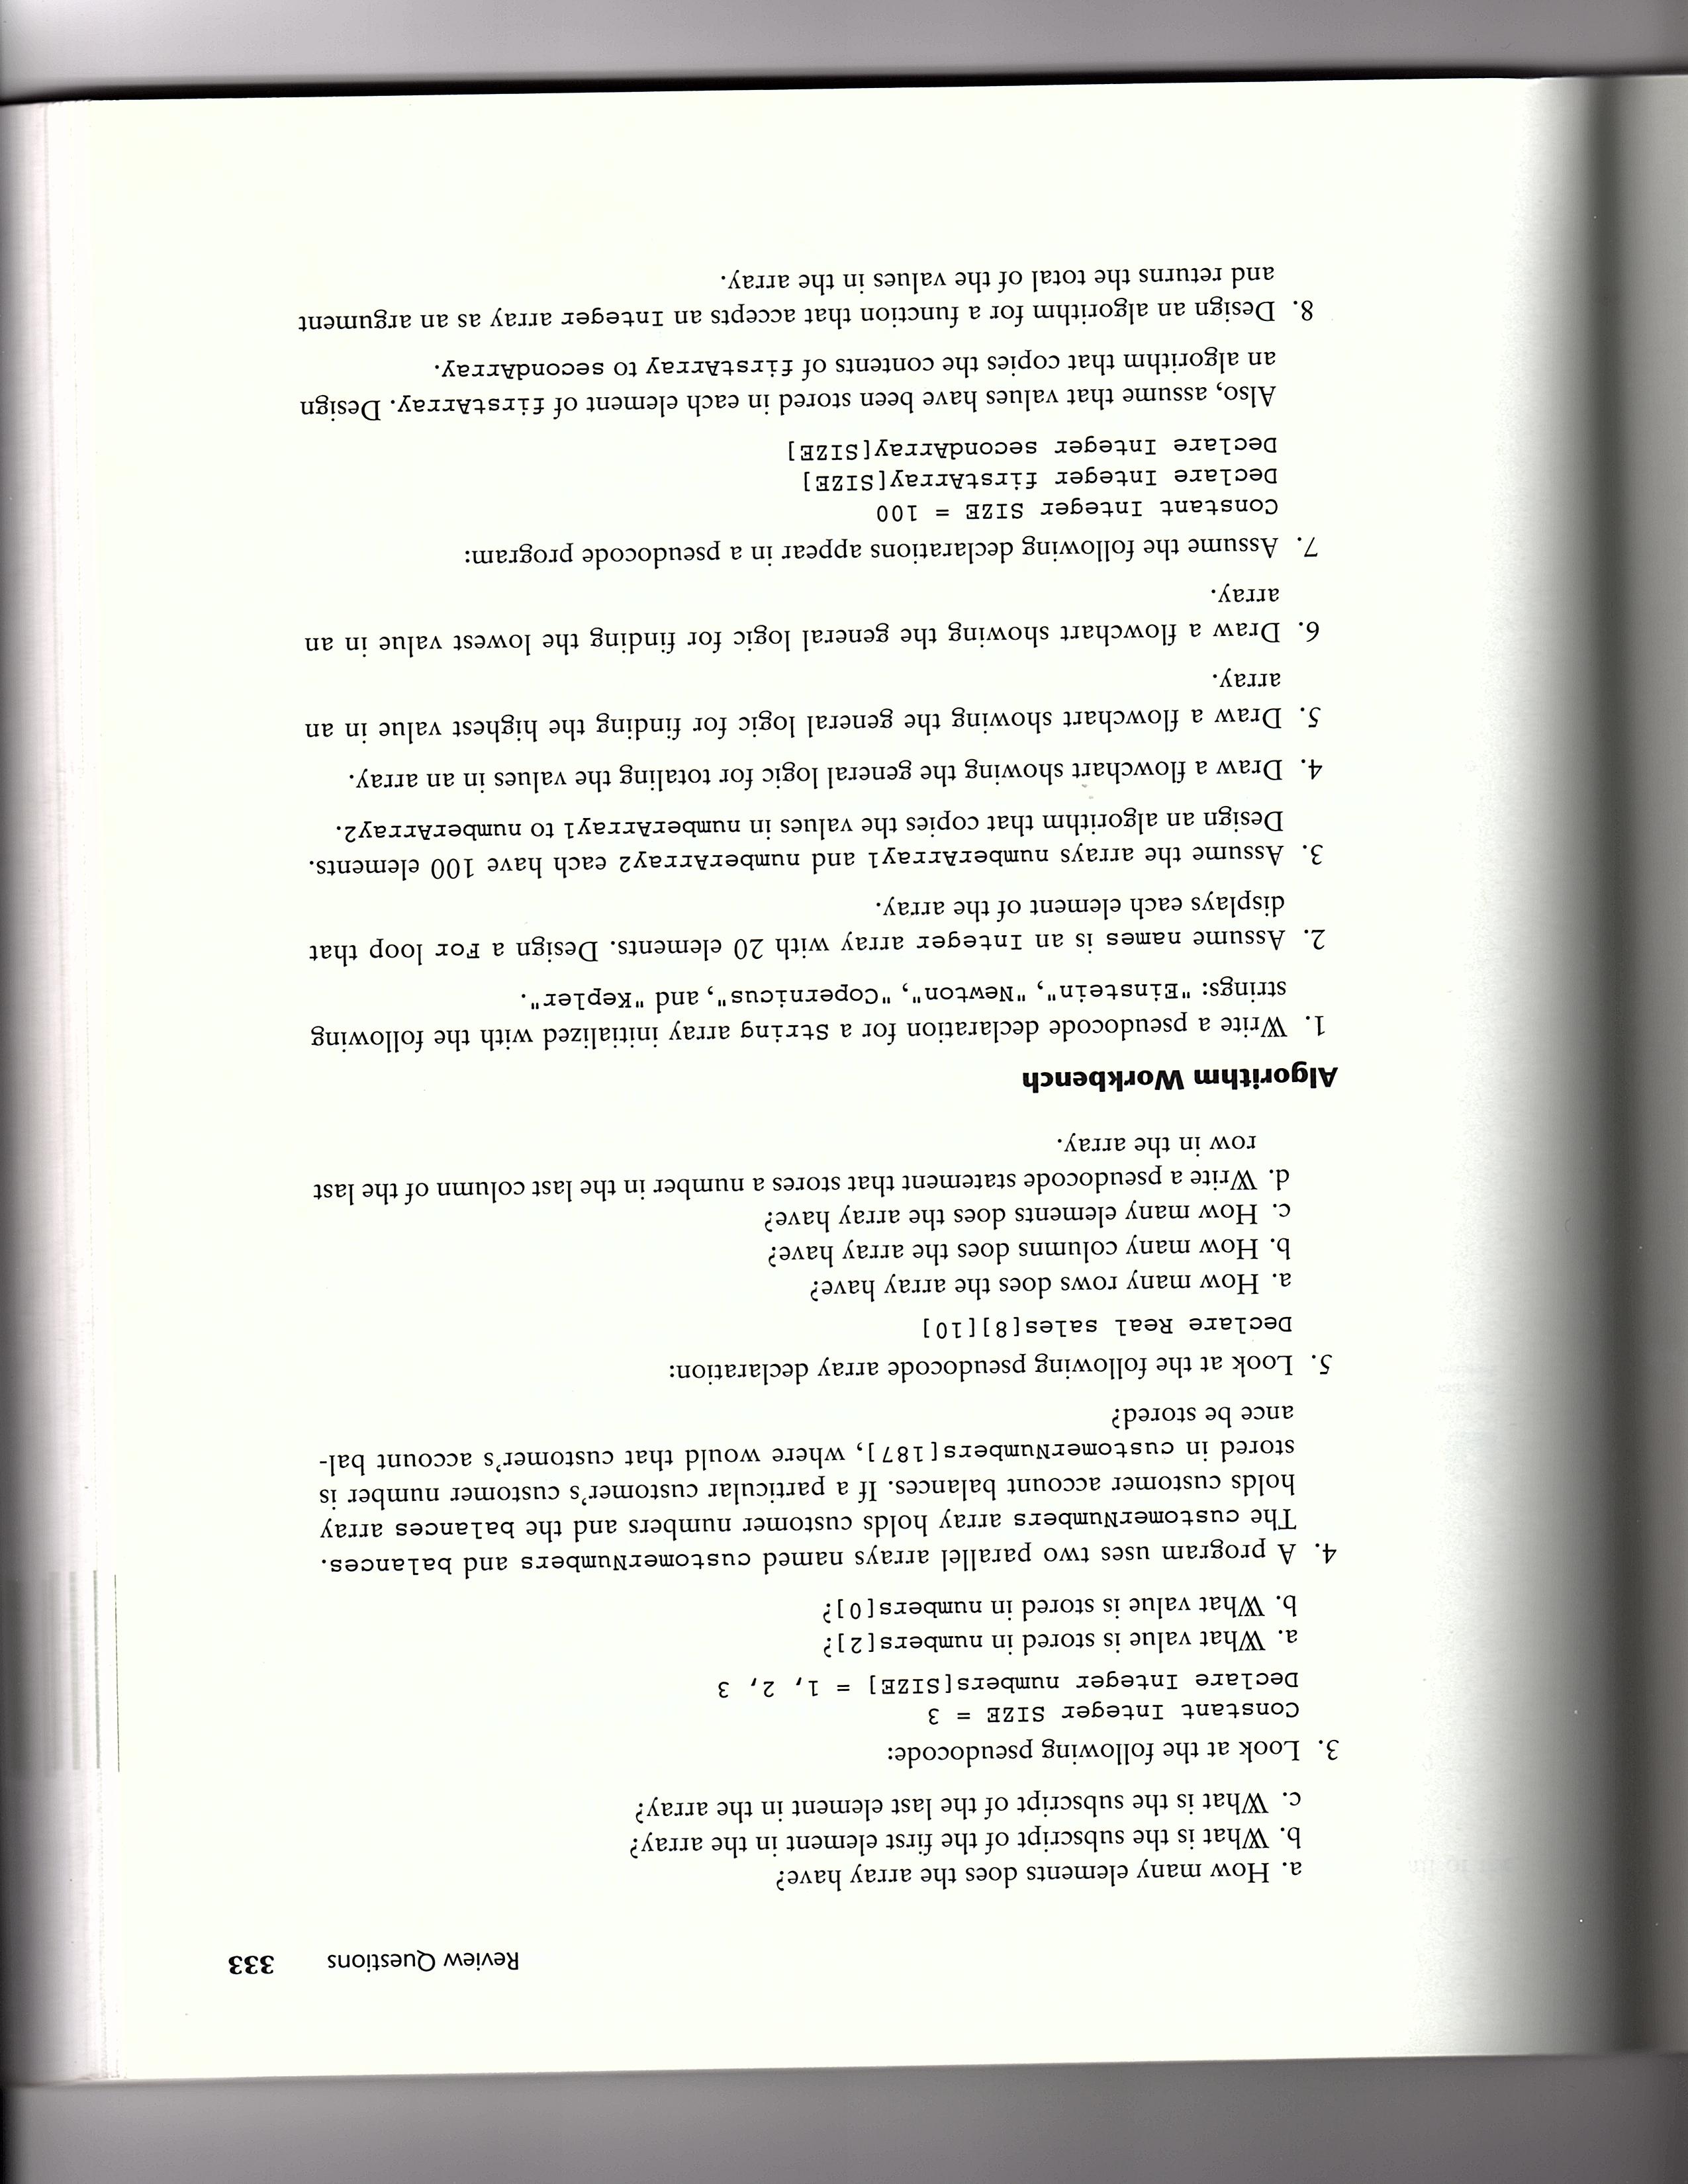 Review Questions 333
a. How many elements does the array have?
b. What is the subscript of the first element in the array?
c. What is the subscript of the last element in the array?
3. Look at the following pseudocode:
Constant Integer SIZE = 3
Declare Integer numbers[SIZE] = 1, 2, 3
a. What value is stored in numbers[2]?
b. What value is stored in numbers[0]?
4. A program uses two parallel arrays named customerNumbers and balances.
The customerNumbers array holds customer numbers and the balances array
holds customer account balances. If a particular customer's customer number is
stored in customerNumbers[187], where would that customer's account bal-
ance be stored?
5. Look at the following pseudocode array declaration:
Declare Real sales[8][10]
a. How many rows does the array have?
b. How many columns does the array have?
c. How many elements does the array have?
d. Write a pseudocode statement that stores a number in the last column of the last
row in the array.
Algorithm Workbench
1. Write a pseudocode declaration for a String array initialized with the following
strings: "Einstein", "Newton", "Copernicus", and "Kepler".
2. Assume names is an Integer array with 20 elements. Design a For loop that
displays each element of the array.
3. Assume the arrays numberArray1 and numberArray2 each have 100 elements.
Design an algorithm that copies the values in numberArray1 to numberArray2.
4. Draw a flowchart showing the general logic for totaling the values in an array.
5. Draw a flowchart showing the general logic for finding the highest value in an
array.
6. Draw a flowchart showing the general logic for finding the lowest value in an
array.
7. Assume the following declarations appear in a pseudocode program:
Constant Integer SIZE = 100
Declare Integer firstArray[SIZE]
Declare Integer secondArray[SIZE]
Also, assume that values have been stored in each element of firstArray. Design
an algorithm that copies the contents of firstArray to secondArray.
8. Design an algorithm for a function that accepts an Integer array as an argument
and returns the total of the values in the array.